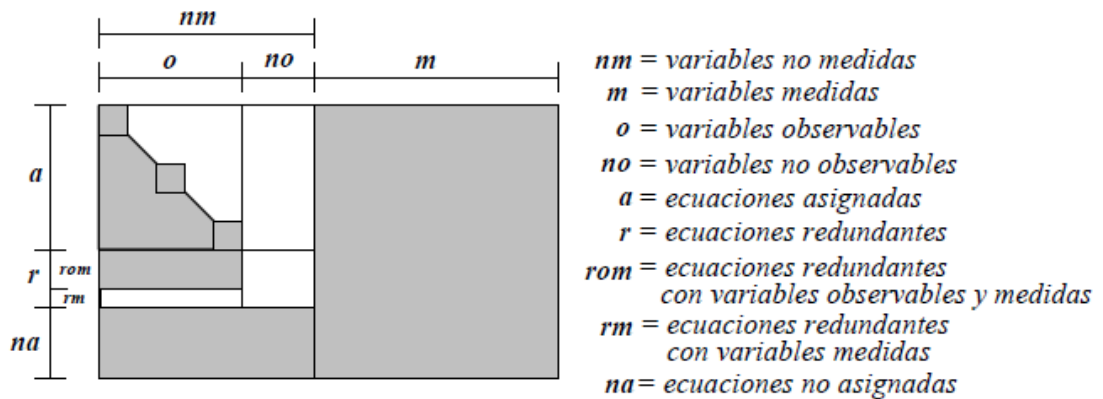 nm
o no m
a
r rom
rm
na
nm = variables no medidas
m = variables medidas
o = variables observables
no = variables no observables
a = ecuaciones asignadas
r = ecuaciones redundantes
rom = ecuaciones redundantes
con variables observables y medidas
rm = ecuaciones redundantes
con variables medidas
na = ecuaciones no asignadas